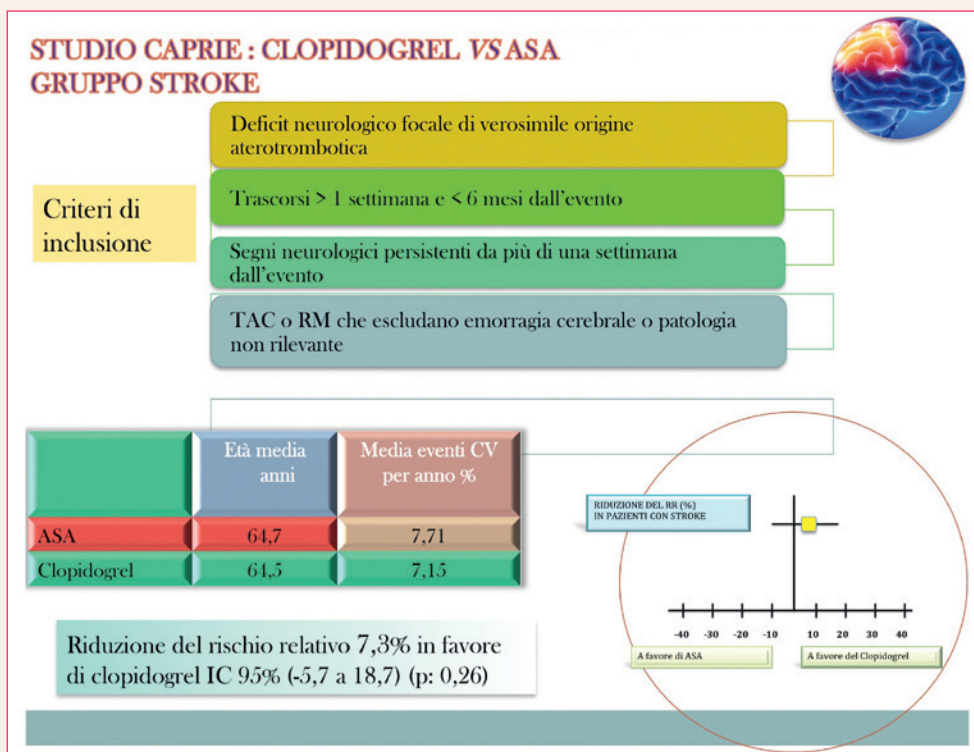 STUDIO CAPRIE : CLOPIDOGREL VS ASA
GRUPPO STROKE
Criteri di
inclusione
Deficit neurologico focale di verosimile origine
aterotrombotica
Trascorsi > 1 settimana e < 6 mesi dall'evento
Segni neurologici persistenti da più di una settimana
dall'evento
TAC o RM che escludano emorragia cerebrale o patologia
non rilevante
Età media
anni
Media eventi CV
per anno %
ASA 64,7 7,71
Clopidogrel 64,5 7,15
Riduzione del rischio relativo 7,3% in favore
di clopidogrel IC 95% (-5,7 a 18,7) (p: 0,26)
RIDUZIONE DEL RR (%)
IN PAZIENTI CON STROKE
-40 -30 -20 -10 10 20 30 40
A favore di ASA
A favore del Clopidogrel